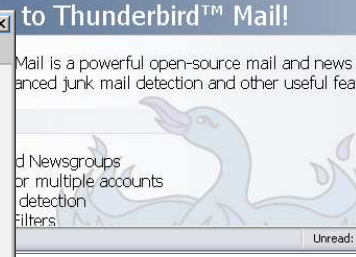 to Thunderbird™ Mail!
Mail is a powerful open-source mail and news
anced junk mail detection and other useful fea
d Newsgroups
or multiple accounts
detection
Filters
Unread: